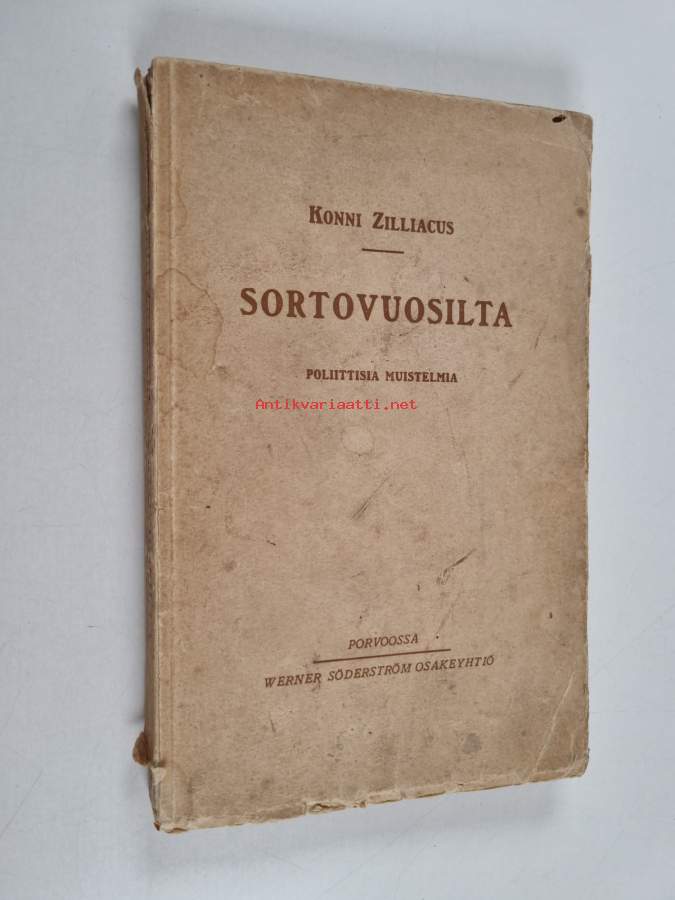 KONNI ZILLIACUS
SORTOVUOSILTA
POLIITTISIA MUISTELMIA
Antikvariaatti.net
PORVOOSSA
WERNER SÖDERSTRÖM OSAKEYHTIÖ